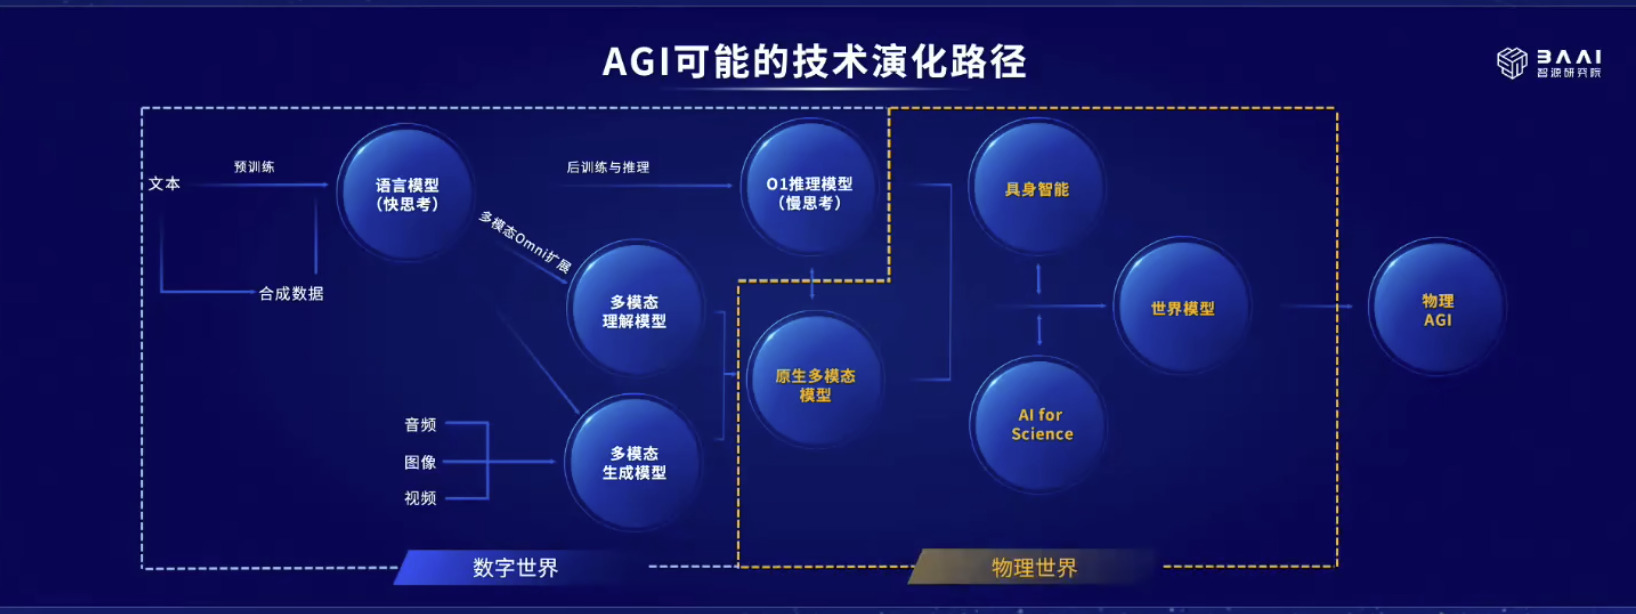 AGI可能的技术演化路径
BAAI
智源研究院
文本
预训练
合成数据
语言模型
（快思考）
后训练与推理
O1推理模型
（慢思考）
多模态Omni扩展
多模态
理解模型
音频
图像
视频
多模态
生成模型
原生多模态
模型
具身智能
AI for
Science
世界模型
物理
AGI
数字世界
物理世界